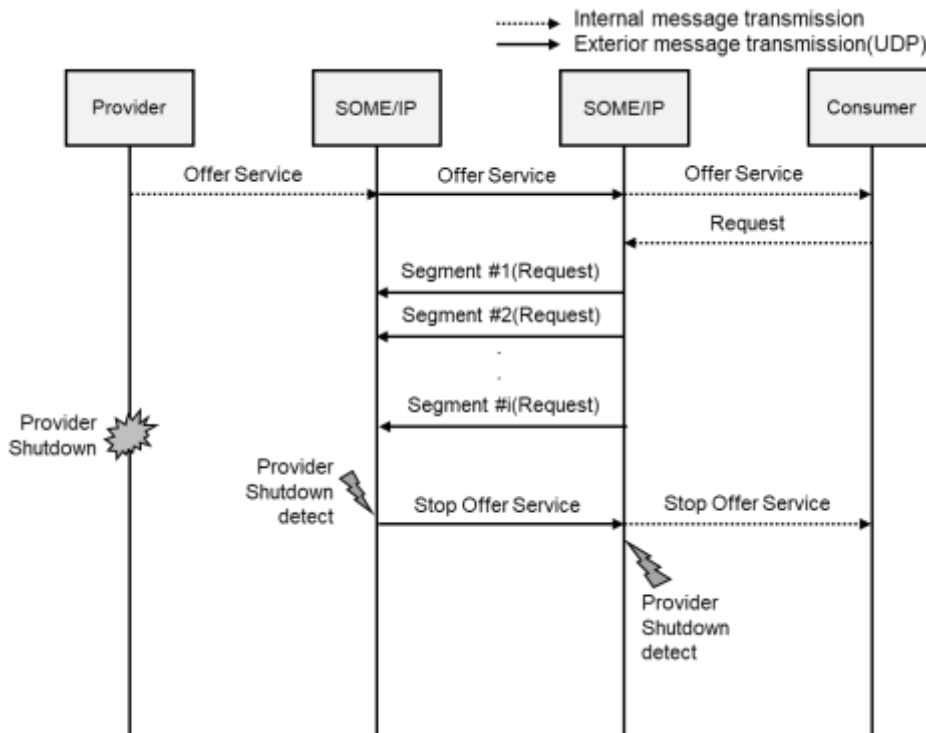 Internal message transmission
Exterior message transmission(UDP)
Provider
SOME/IP
SOME/IP
Consumer
Offer Service
Offer Service
Offer Service
Request
Segment #1(Request)
Segment #2(Request)
.
.
Segment #i(Request)
Provider
Shutdown
Provider
Shutdown
detect
Stop Offer Service
Stop Offer Service
Provider
Shutdown
detect